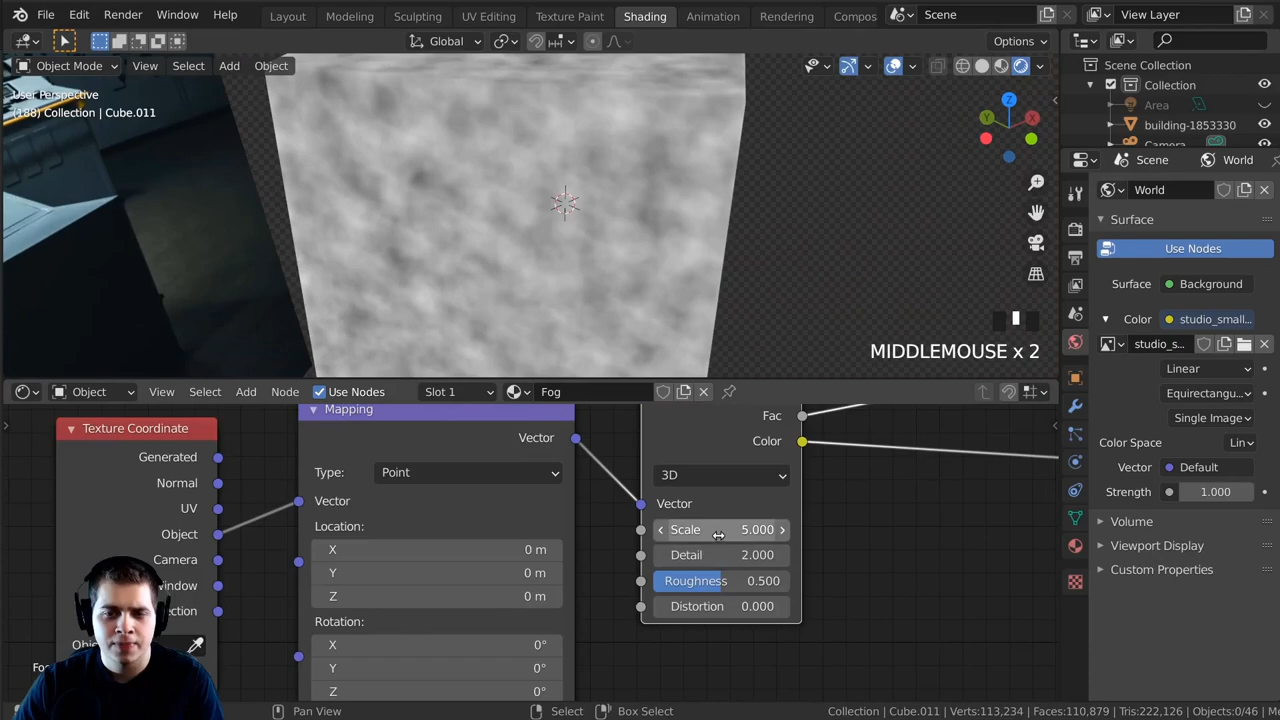 File Edit Render Window Help Layout Modeling Sculpting UV Editing Texture Paint Shading Animation Rendering Compos Scene View Layer
Global Options
Object Mode View Select Add Object
User Perspective
(188) Collection | Cube.011
Scene Collection
Collection
Area
building-1853330
Camera
Scene World
World
Surface
Use Nodes
Surface Background
Color studio_small...
studio_s...
Linear
Equirectangu...
Single Image
Color Space Lin
Vector Default
Strength 1.000
Volume
Viewport Display
Custom Properties
MIDDLEMOUSE x 2
Object View Select Add Node Use Nodes Slot 1 Fog
Texture Coordinate
Generated
Normal
UV
Object
Camera
Window
ection
Obje
Fo
Mapping
Vector
Type: Point
Vector
Location:
X 0 m
Y 0 m
Z 0 m
Rotation:
X 0°
Y 0°
Z 0°
Fac
Color
3D
Vector
Scale 5.000
Detail 2.000
Roughness 0.500
Distortion 0.000
Pan View Select Box Select Collection | Cube.011 | Verts:113,234 | Faces:110,879 | Tris:222,126 | Objects:0/46 | M